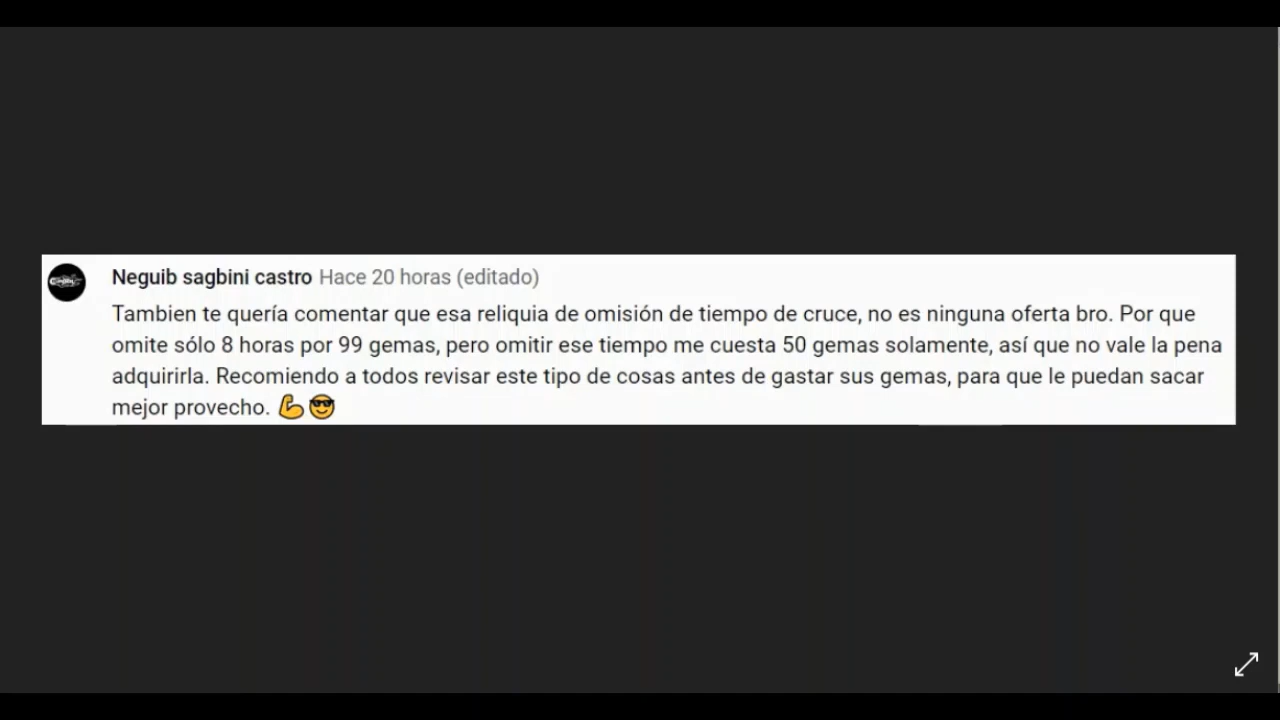 Neguib sagbini castro Hace 20 horas (editado)
Tambien te quería comentar que esa reliquia de omisión de tiempo de cruce, no es ninguna oferta bro. Por que
omite sólo 8 horas por 99 gemas, pero omitir ese tiempo me cuesta 50 gemas solamente, así que no vale la pena
adquirirla. Recomiendo a todos revisar este tipo de cosas antes de gastar sus gemas, para que le puedan sacar
mejor provecho. 💪😎